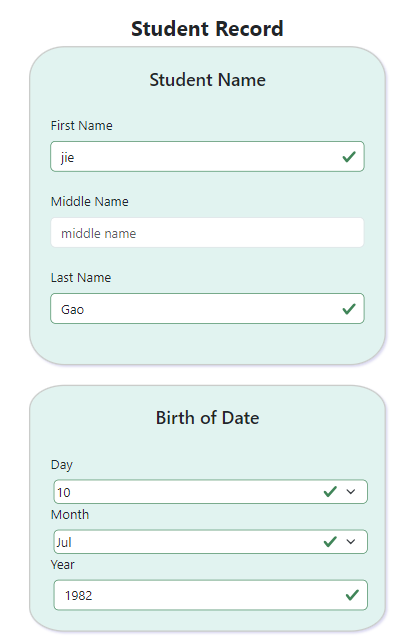 Student Record
Student Name
First Name
jie
Middle Name
middle name
Last Name
Gao
Birth of Date
Day
10
Month
Jul
Year
1982